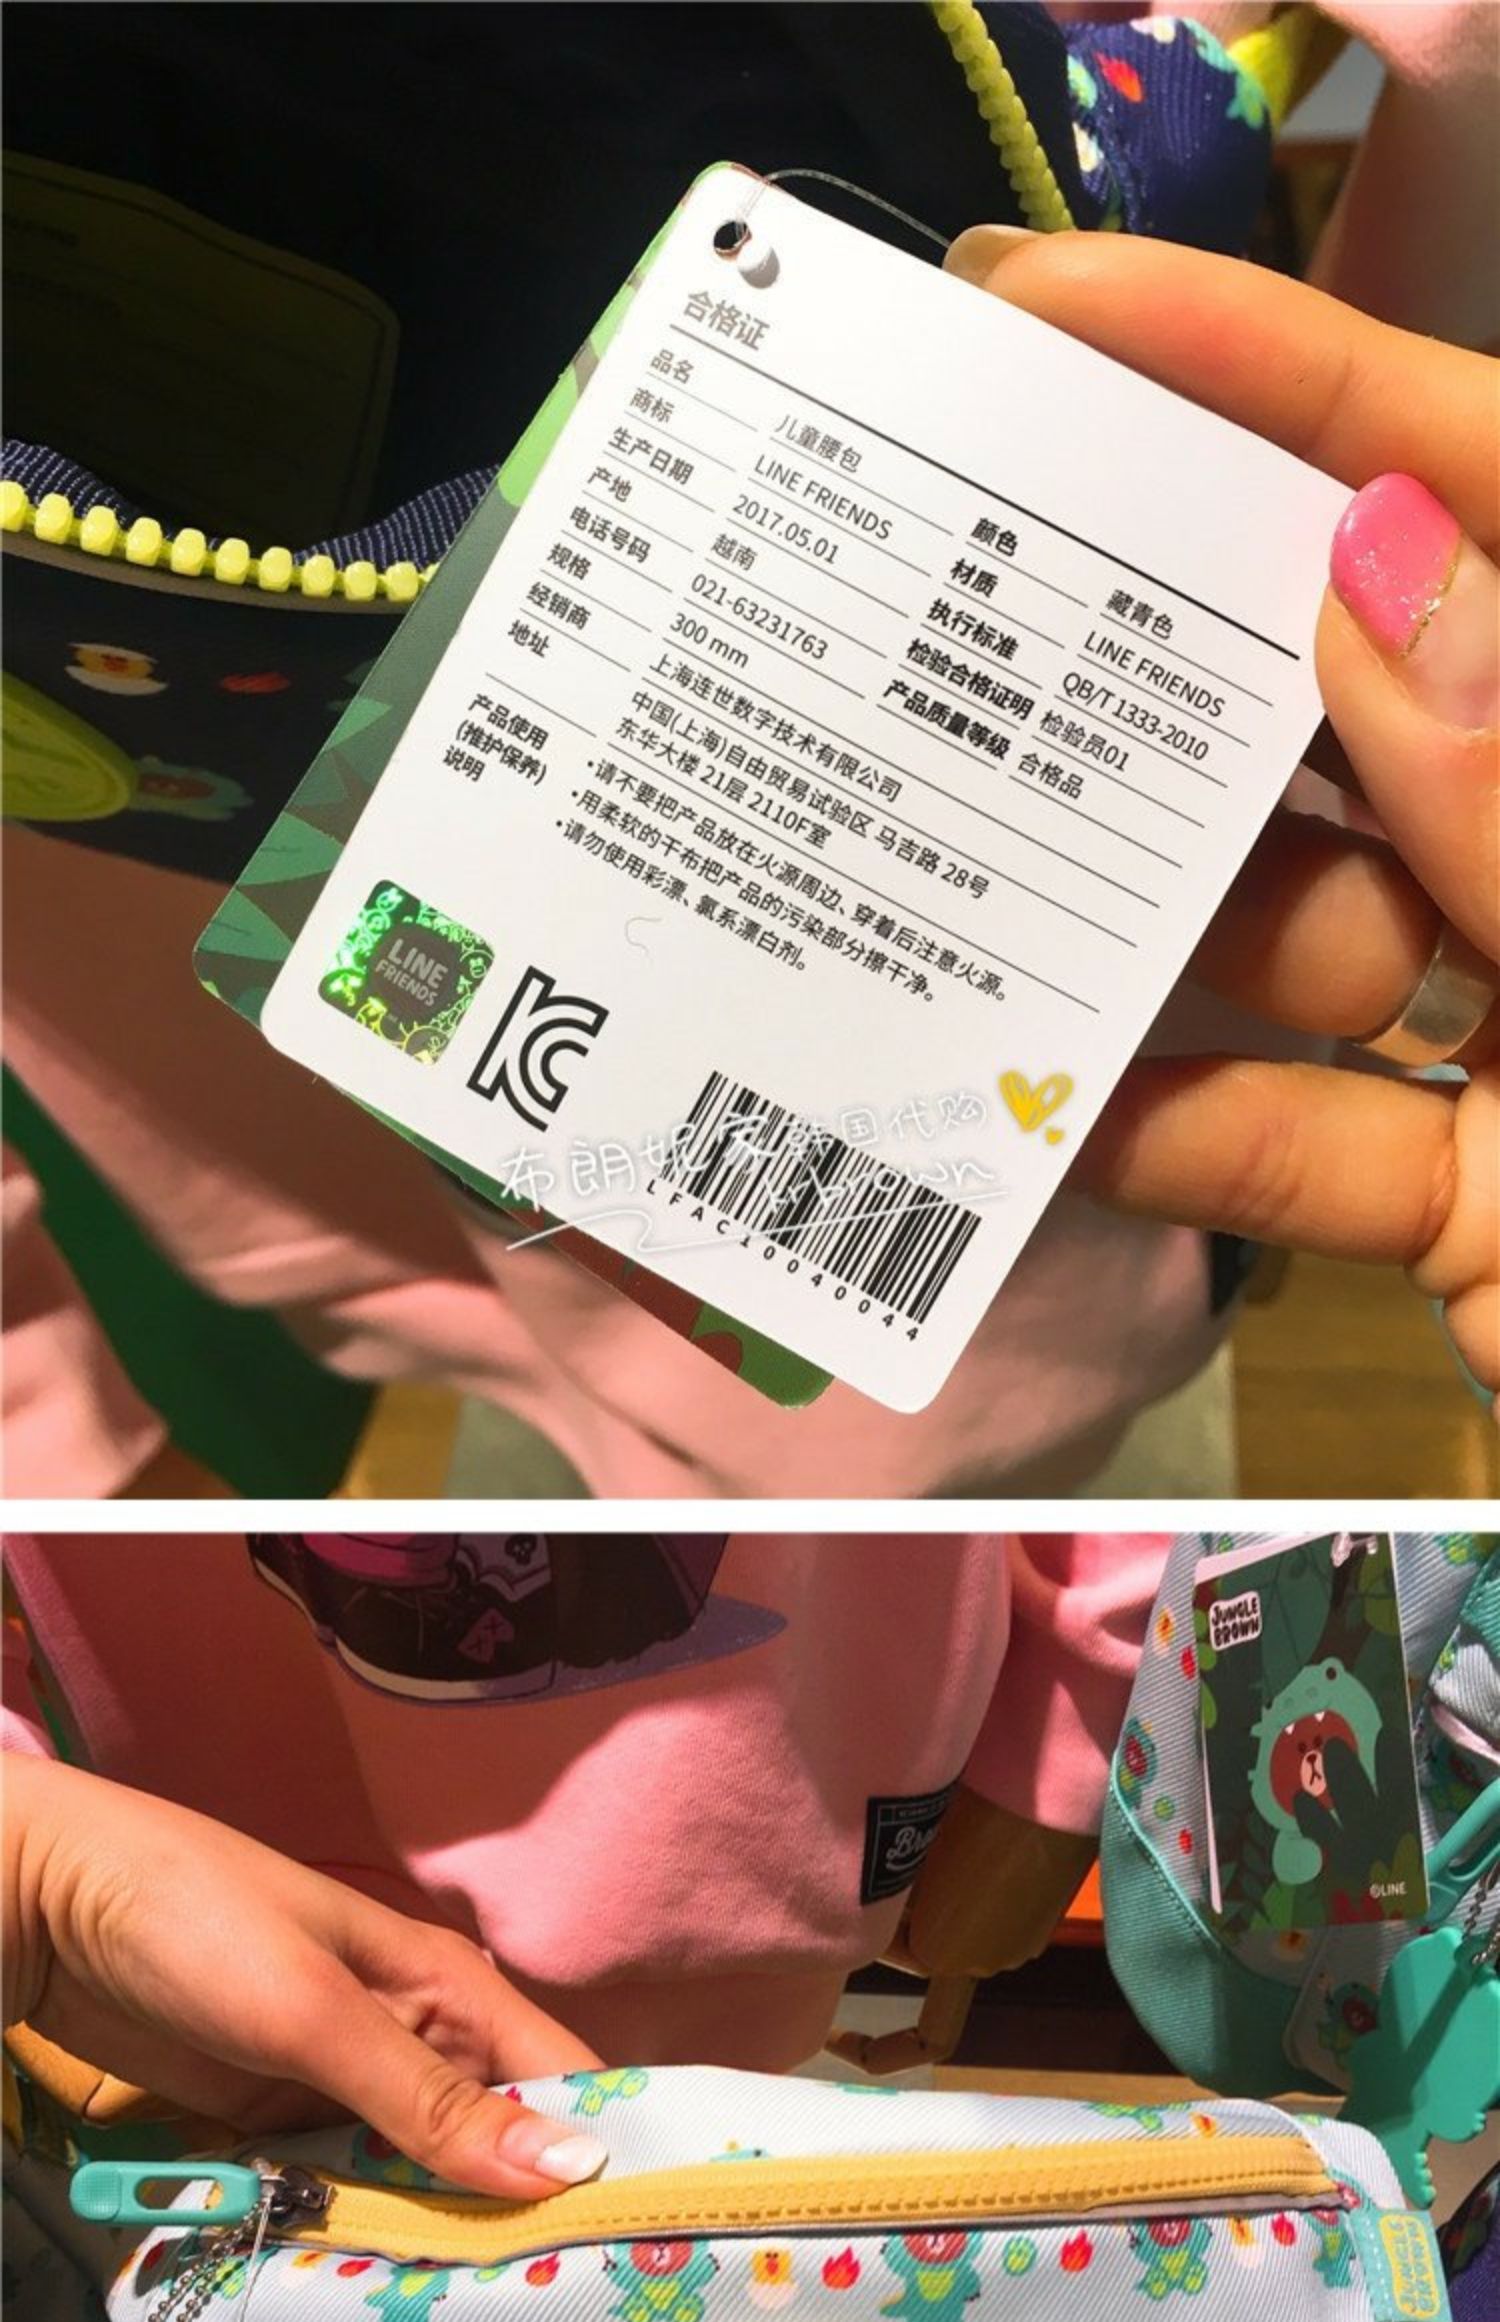 合格证
品名 儿童腰包 颜色 藏青色
商标 LINE FRIENDS 材质 LINE FRIENDS
生产日期 2017.05.01 执行标准 QB/T 1333-2010
产地 越南 检验合格证明 检验员01
电话号码 021-63231763 产品质量等级 合格品
规格 300 mm
经销商 上海连世数字技术有限公司
地址 中国(上海)自由贸易试验区 马吉路 28号
东华大楼 21层 2110F室
产品使用
(维护保养)
说明
•请不要把产品放在火源周边、穿着后注意火源。
•用柔软的干布把产品的污染部分擦干净。
•请勿使用彩漂、氯系漂白剂。
LINE
FRIENDS
布朗妮家韩国代购
krbrown
LFAC10040044
JUNGLE
BROWN
©LINE